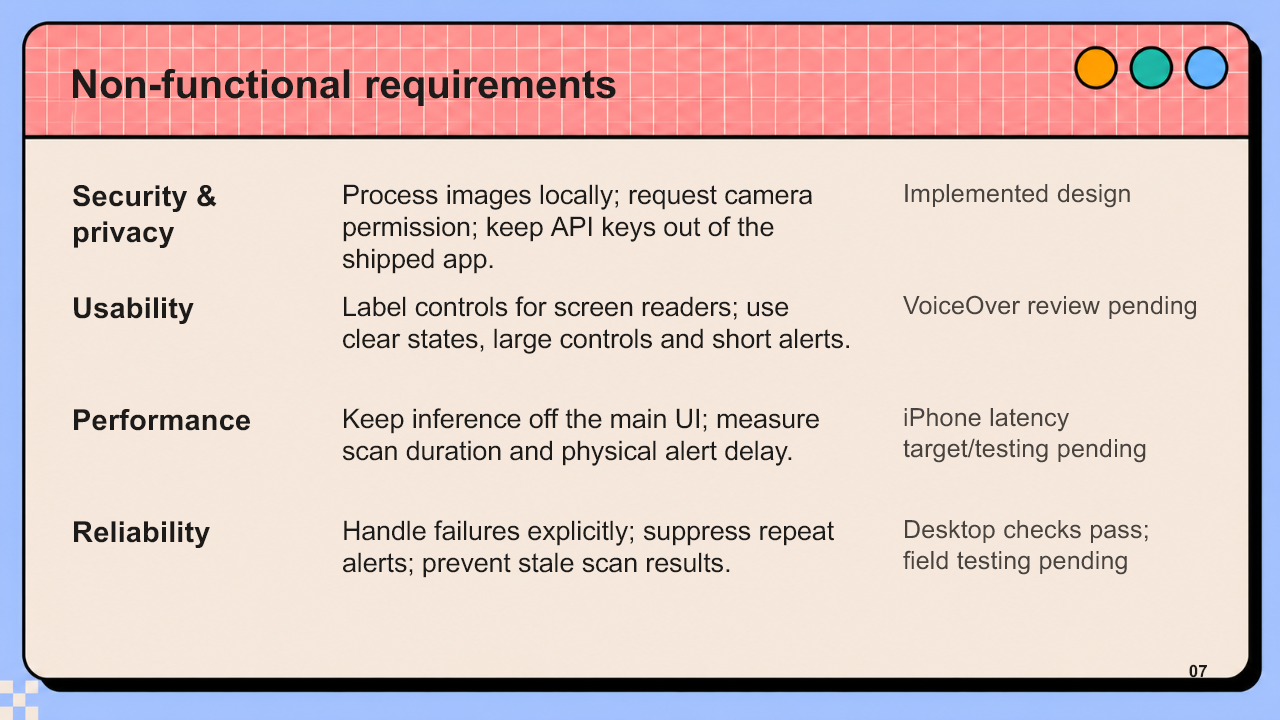 Non-functional requirements
Security &
privacy
Process images locally; request camera
permission; keep API keys out of the
shipped app.
Implemented design
Usability
Label controls for screen readers; use
clear states, large controls and short alerts.
VoiceOver review pending
Performance
Keep inference off the main UI; measure
scan duration and physical alert delay.
iPhone latency
target/testing pending
Reliability
Handle failures explicitly; suppress repeat
alerts; prevent stale scan results.
Desktop checks pass;
field testing pending
07